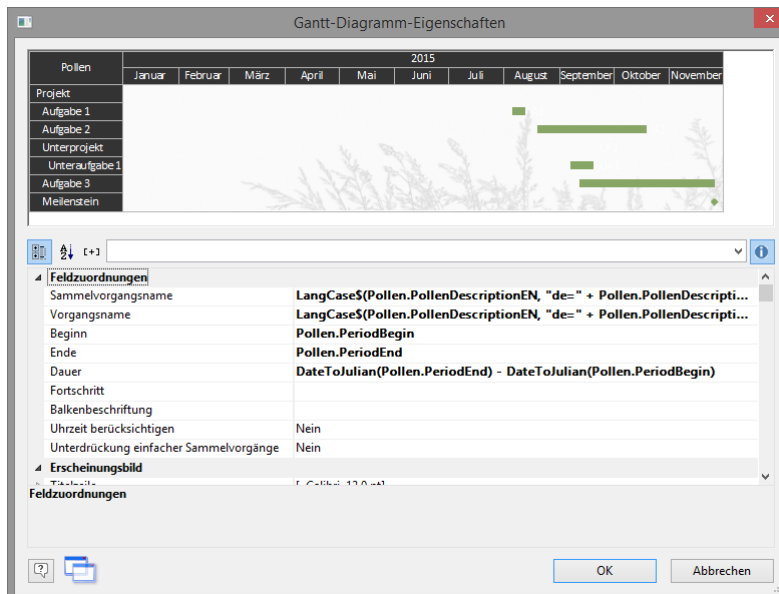 Gantt-Diagramm-Eigenschaften
Pollen
2015
Januar Februar März April Mai Juni Juli August September Oktober November
Projekt
Aufgabe 1
Aufgabe 2
Unterprojekt
Unteraufgabe 1
Aufgabe 3
Meilenstein
Feldzuordnungen
Sammelvorgangsname LangCase$(Pollen.PollenDescriptionEN, "de=" + Pollen.PollenDescripti...
Vorgangsname LangCase$(Pollen.PollenDescriptionEN, "de=" + Pollen.PollenDescripti...
Beginn Pollen.PeriodBegin
Ende Pollen.PeriodEnd
Dauer DateToJulian(Pollen.PeriodEnd) - DateToJulian(Pollen.PeriodBegin)
Fortschritt
Balkenbeschriftung
Uhrzeit berücksichtigen Nein
Unterdrückung einfacher Sammelvorgänge Nein
Erscheinungsbild
Feldzuordnungen
OK Abbrechen